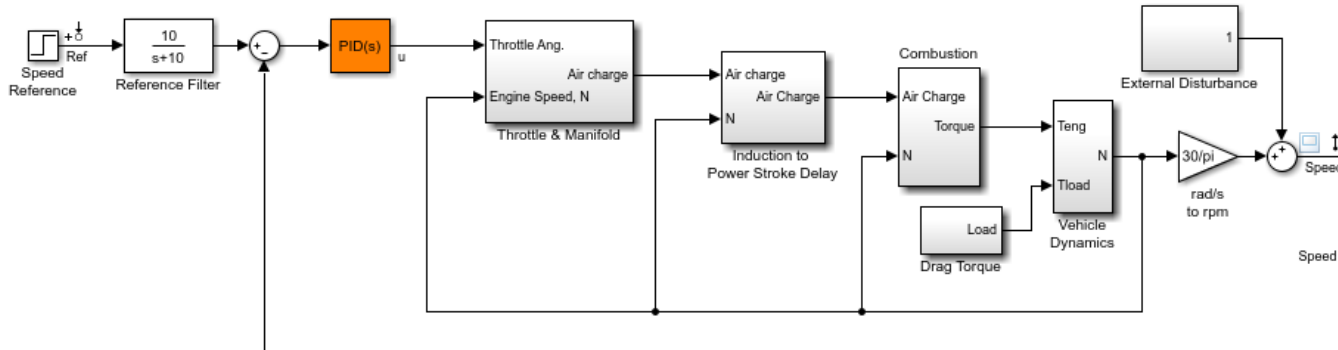 Ref
Speed
Reference
10
s+10
Reference Filter
PID(s)
u
Throttle Ang.
Air charge
Engine Speed, N
Throttle & Manifold
Air charge
Air Charge
N
Induction to
Power Stroke Delay
Combustion
Air Charge
Torque
N
Load
Drag Torque
Teng
N
Tload
Vehicle
Dynamics
1
External Disturbance
30/pi
rad/s
to rpm
Speed
Speed